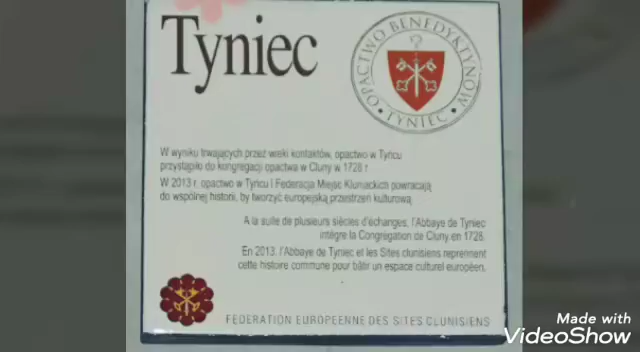 Tyniec
OPACTWO BENEDYKTYNÓW • TYNIEC •
W wyniku trwających przez wieki kontaktów, opactwo w Tyńcu
przystąpiło do kongregacji opactwa w Cluny w 1728 r
W 2013 r. opactwo w Tyńcu i Federacja Miejsc Kluniackich powracają
do wspólnej historii, by tworzyć europejską przestrzeń kulturową
A la suite de plusieurs siècles d'échanges, l'Abbaye de Tyniec
intègre la Congrégation de Cluny en 1728.
En 2013, l'Abbaye de Tyniec et les Sites clunisiens reprennent
cette histoire commune pour bâtir un espace culturel européen.
FEDERATION EUROPEENNE DES SITES CLUNISIENS
Made with
VideoShow